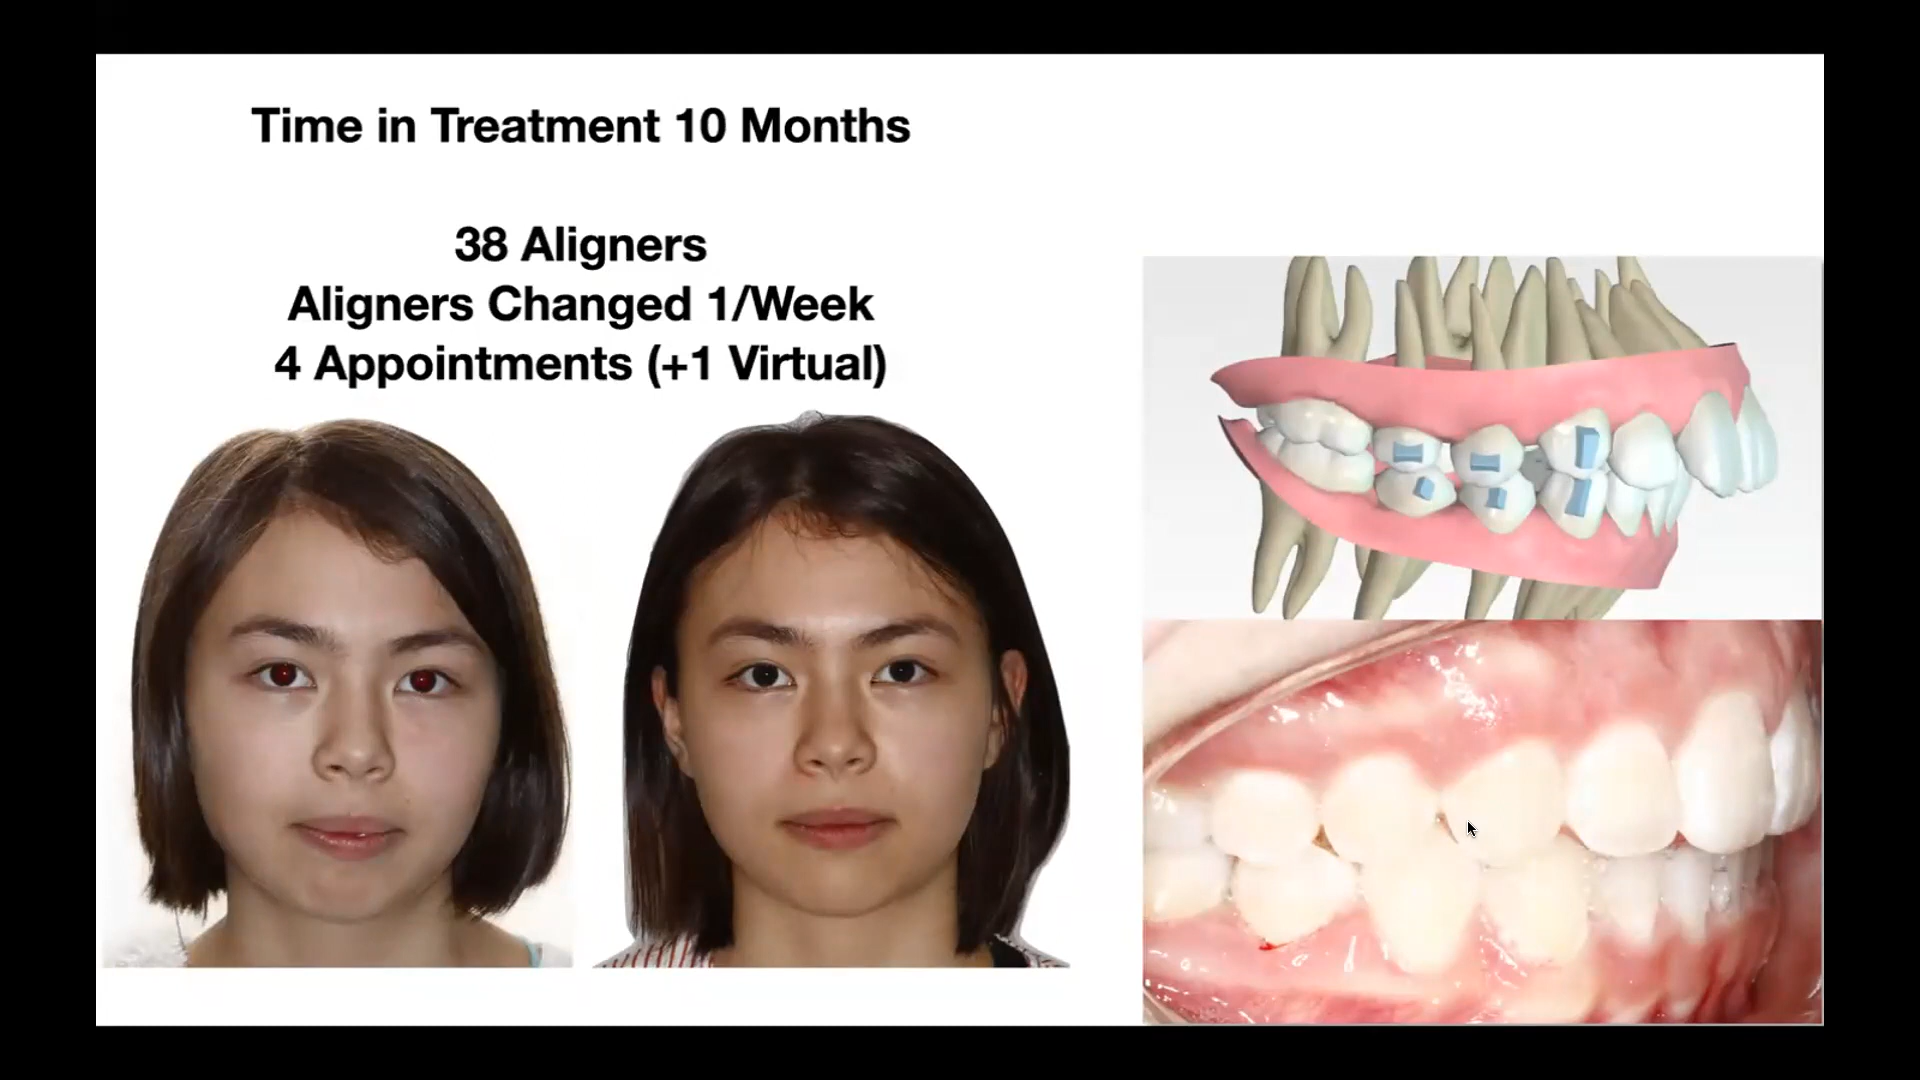 Time in Treatment 10 Months
38 Aligners
Aligners Changed 1/Week
4 Appointments (+1 Virtual)